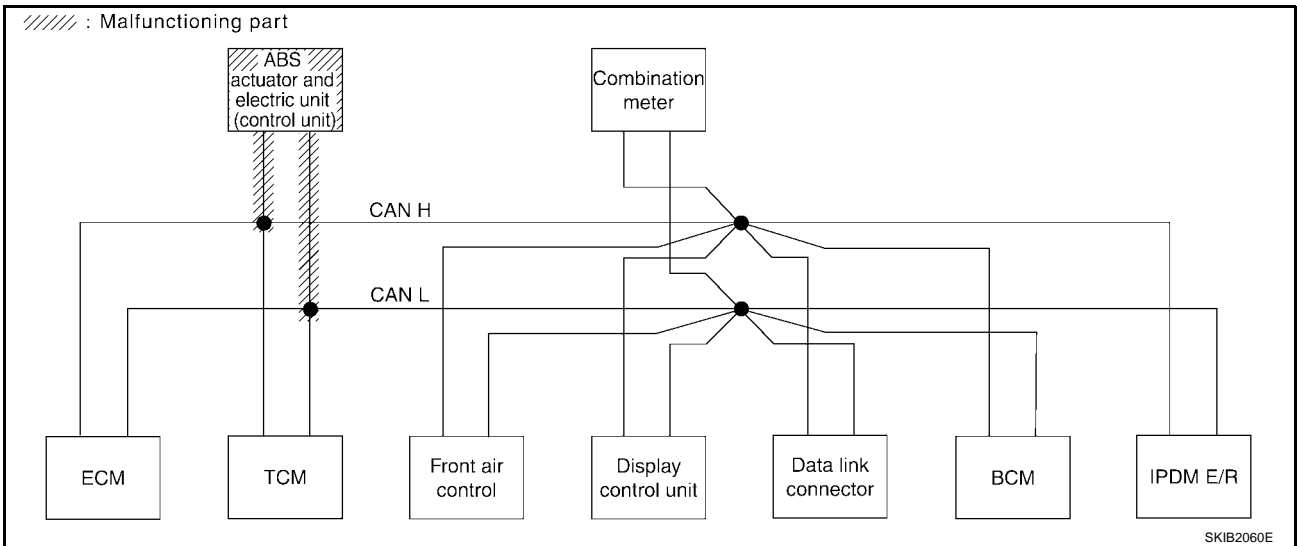 : Malfunctioning part
ABS
actuator and
electric unit
(control unit)
Combination
meter
CAN H
CAN L
ECM
TCM
Front air
control
Display
control unit
Data link
connector
BCM
IPDM E/R
SKIB2060E